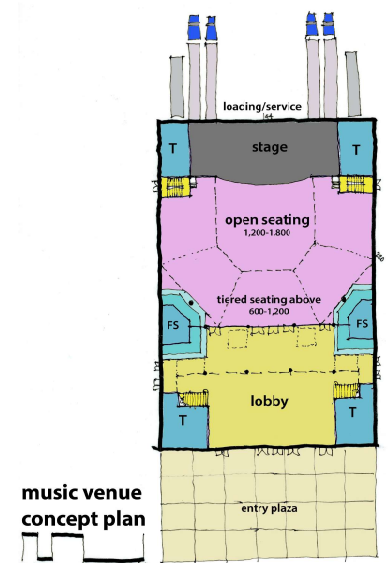 loacing/service
T
stage
T
open seating
1,200-1.800
tiered seating above
600-1,200
FS
FS
lobby
T
T
music venue
concept plan
entry plaza